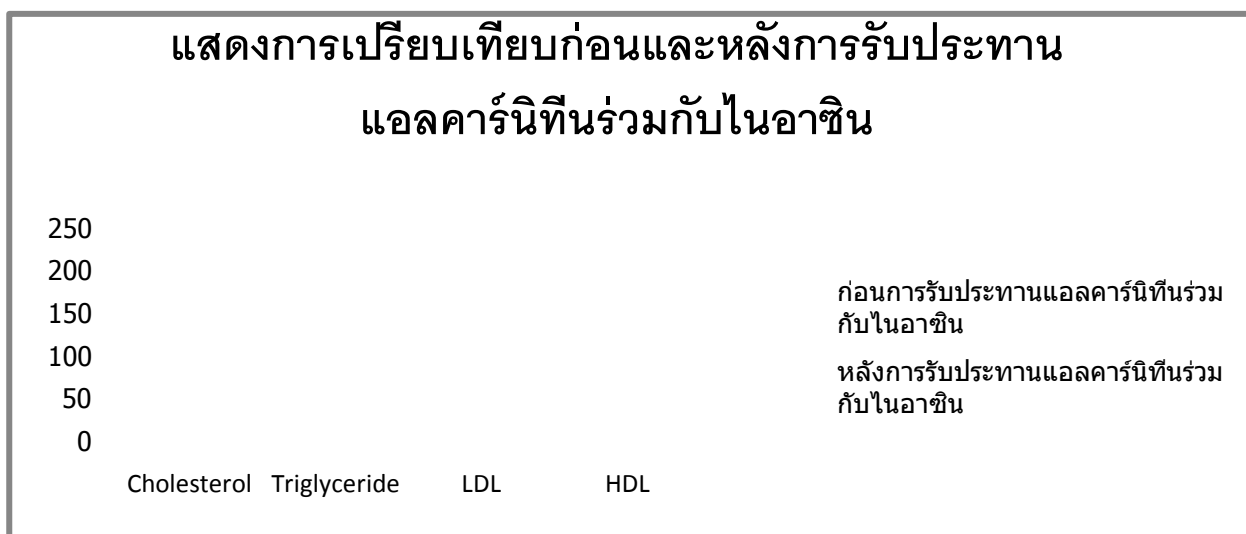 แสดงการเปรียบเทียบก่อนและหลังการรับประทาน
แอลคาร์นิทีนร่วมกับไนอาซิน
250
200
150
100
50
0
Cholesterol Triglyceride LDL HDL
ก่อนการรับประทานแอลคาร์นิทีนร่วม
กับไนอาซิน
หลังการรับประทานแอลคาร์นิทีนร่วม
กับไนอาซิน